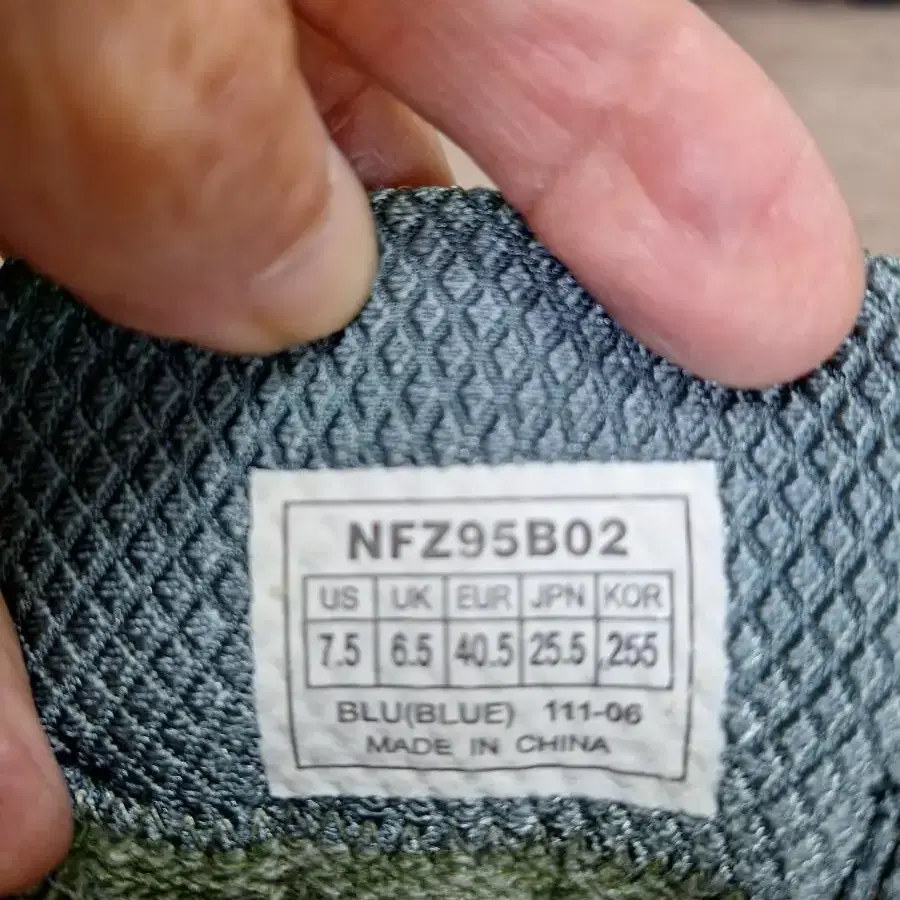 NFZ95B02
US UK EUR JPN KOR
7.5 6.5 40.5 25.5 255
BLU(BLUE) 111-06
MADE IN CHINA